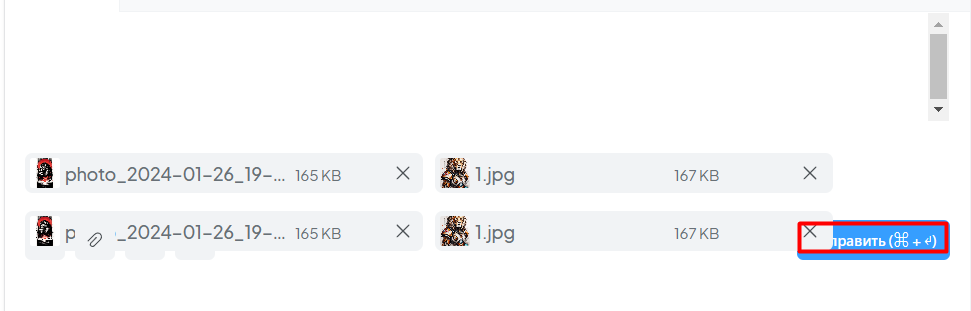 photo_2024-01-26_19-... 165 KB
1.jpg 167 KB
p _2024-01-26_19-... 165 KB
1.jpg 167 KB
править (⌘ + ↵)